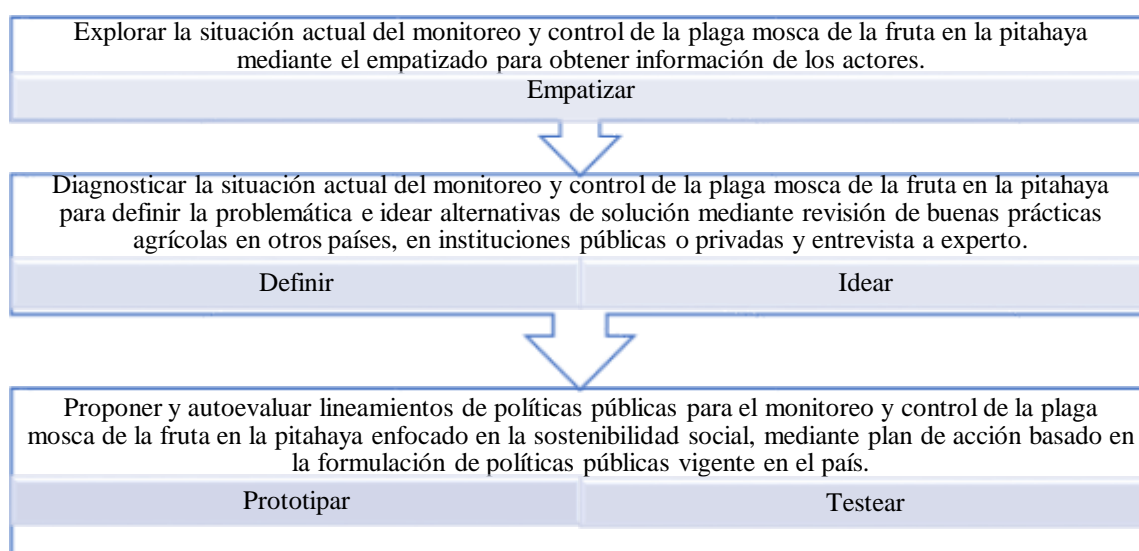 Explorar la situación actual del monitoreo y control de la plaga mosca de la fruta en la pitahaya
mediante el empatizado para obtener información de los actores.
Empatizar
Diagnosticar la situación actual del monitoreo y control de la plaga mosca de la fruta en la pitahaya
para definir la problemática e idear alternativas de solución mediante revisión de buenas prácticas
agrícolas en otros países, en instituciones públicas o privadas y entrevista a experto.
Definir
Idear
Proponer y autoevaluar lineamientos de políticas públicas para el monitoreo y control de la plaga
mosca de la fruta en la pitahaya enfocado en la sostenibilidad social, mediante plan de acción basado en
la formulación de políticas públicas vigente en el país.
Prototipar
Testear